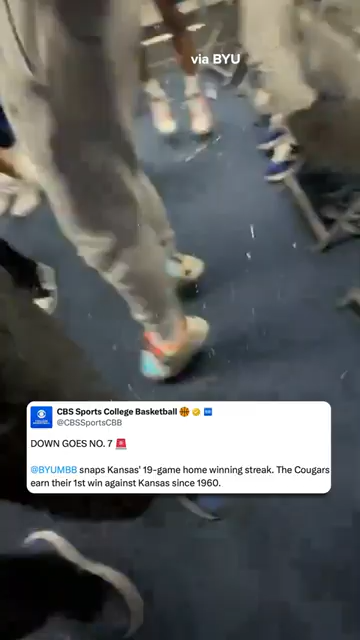 via BYU
CBS Sports College Basketball 🏀 🏈 🟦
@CBSSportsCBB
DOWN GOES NO. 7 🚨
@BYUMBB snaps Kansas' 19-game home winning streak. The Cougars
earn their 1st win against Kansas since 1960.